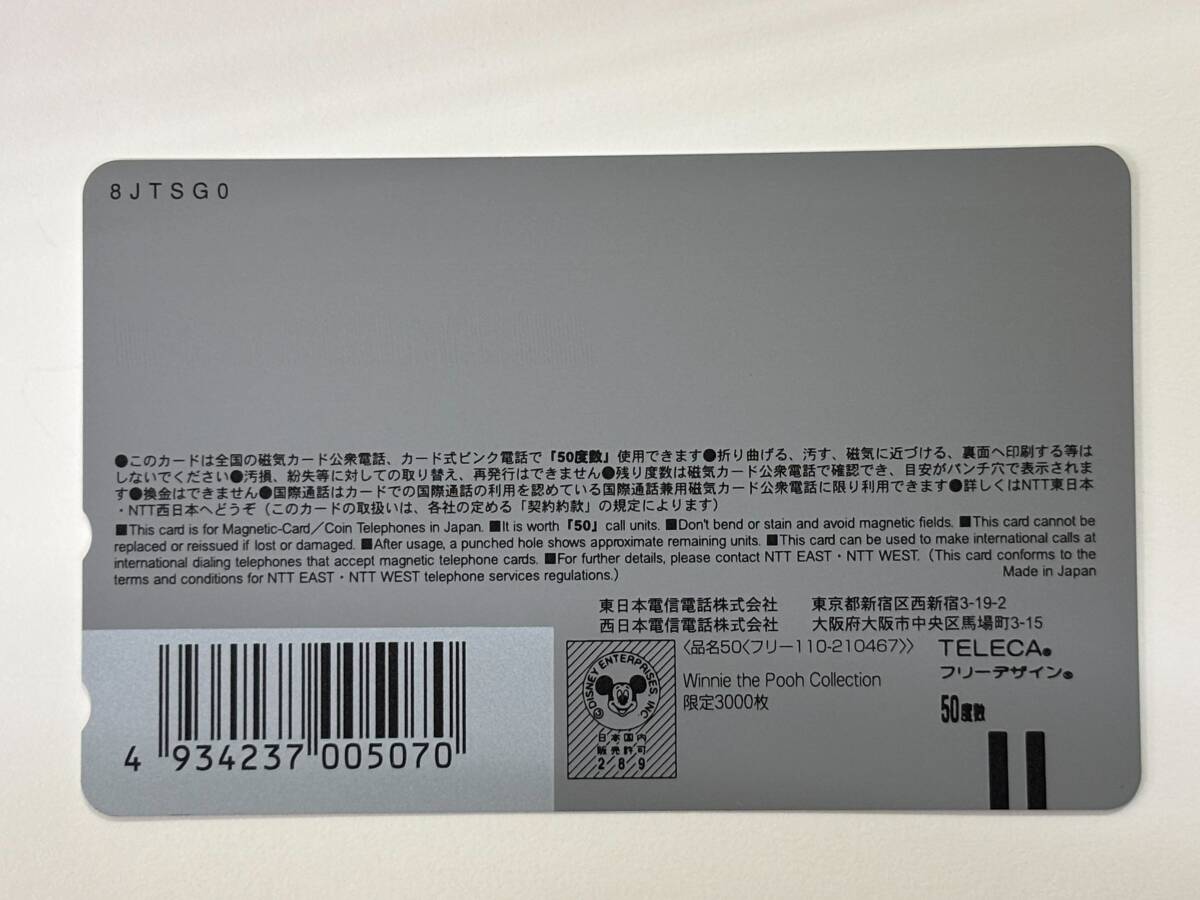 8JTSG0
●このカードは全国の磁気カード公衆電話、カード式ピンク電話で『50度数』使用できます●折り曲げる、汚す、磁気に近づける、裏面へ印刷する等は
しないでください●汚損、紛失等に対しての取り替え、再発行はできません●残り度数は磁気カード公衆電話で確認でき、目安がパンチ穴で表示されま
す●換金はできません●国際通話はカードでの国際通話の利用を認めている国際通話兼用磁気カード公衆電話に限り利用できます●詳しくはNTT東日本
・NTT西日本へどうぞ（このカードの取扱いは、各社の定める「契約約款」の規定によります）
■This card is for Magnetic-Card／Coin Telephones in Japan. ■It is worth『50』call units. ■Don't bend or stain and avoid magnetic fields. ■This card cannot be
replaced or reissued if lost or damaged. ■After usage, a punched hole shows approximate remaining units. ■This card can be used to make international calls at
international dialing telephones that accept magnetic telephone cards. ■For further details, please contact NTT EAST・NTT WEST.（This card conforms to the
terms and conditions for NTT EAST・NTT WEST telephone services regulations.） Made in Japan
東日本電信電話株式会社 東京都新宿区西新宿3-19-2
西日本電信電話株式会社 大阪府大阪市中央区馬場町3-15
〈品名50〈フリー110-210467〉〉
Winnie the Pooh Collection
限定3000枚
TELECA®
フリーデザイン®
50度数
©DISNEY ENTERPRISES, INC
日本国内
販売許可
2/8/9
4 934237 005070